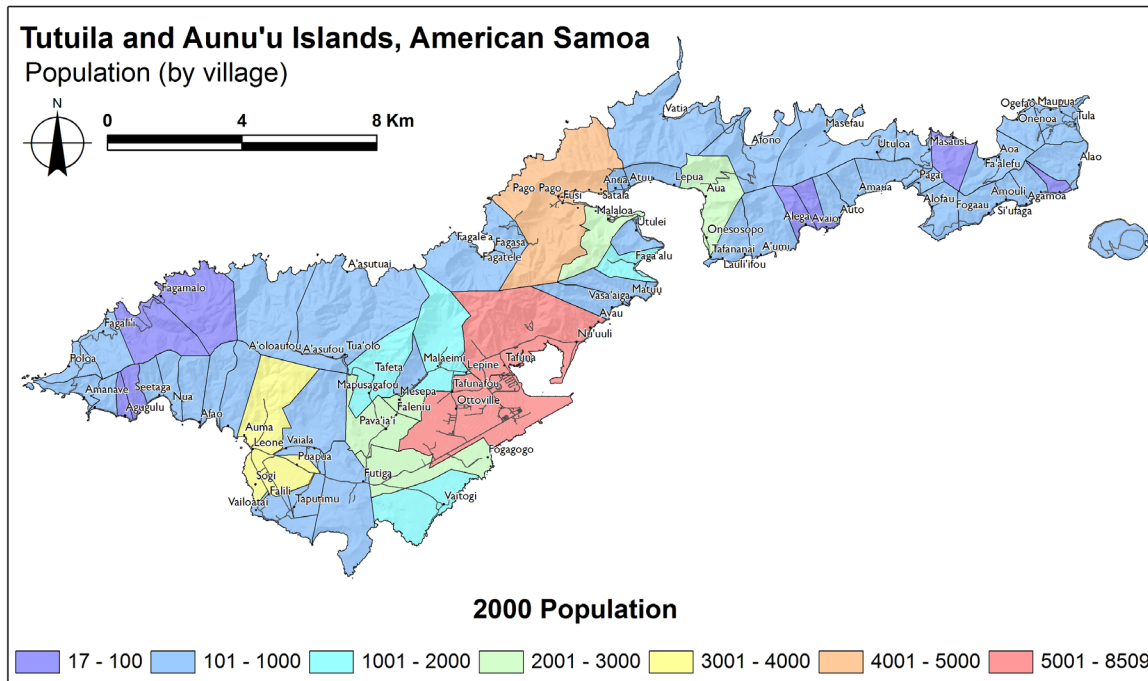 Tutuila and Aunu'u Islands, American Samoa
Population (by village)
N
0 4 8 Km
Vatia
Afono
Masefau
Ogefao
Maupua
Onenoa
Tula
Utuloa
Masausi
Aoa
Fa'alefu
Alao
Pagai
Amaua
Amouli
Agamoa
Alofau
Fogaau
Si'ufaga
Anua
Atuu
Lepua
Aua
Pago Pago
Fusi
Satala
Malaloa
Utulei
Alega
Avaio
Auto
Onesosopo
Tafananai
A'umi
Lauli'ifou
Fagale'a
Fagasa
Fagatele
Faga'alu
Matuu
Vasa'aiga
Avau
Nu'uuli
A'asutuai
Fagamalo
Fagali'i
Poloa
A'oloaufou
A'asufou
Tua'olo
Malaeimi
Lepine
Tafuna
Tafeta
Mapusagafou
Mesepa
Tafunafou
Faleniu
Ottoville
Amanave
Seetaga
Agugulu
Nua
Afao
Pava'ia'i
Auma
Leone
Vaiala
Puapua
Fogagogo
Futiga
Sogi
Falili
Vailoatai
Taputimu
Vaitogi
2000 Population
17 - 100 101 - 1000 1001 - 2000 2001 - 3000 3001 - 4000 4001 - 5000 5001 - 8509